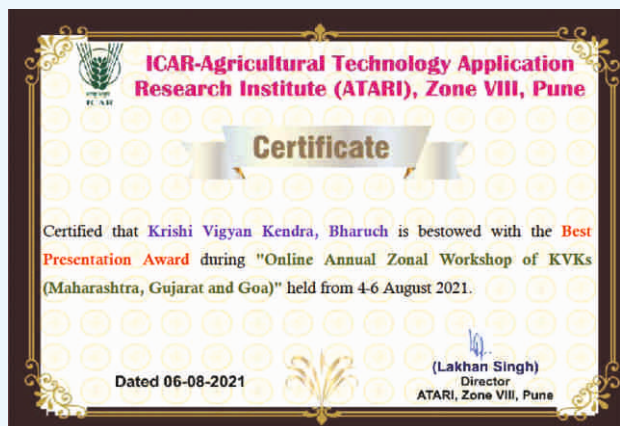 ICAR-Agricultural Technology Application
Research Institute (ATARI), Zone VIII, Pune
ICAR
Certificate
Certified that Krishi Vigyan Kendra, Bharuch is bestowed with the Best
Presentation Award during "Online Annual Zonal Workshop of KVKs
(Maharashtra, Gujarat and Goa)" held from 4-6 August 2021.
(Lakhan Singh)
Director
ATARI, Zone VIII, Pune
Dated 06-08-2021